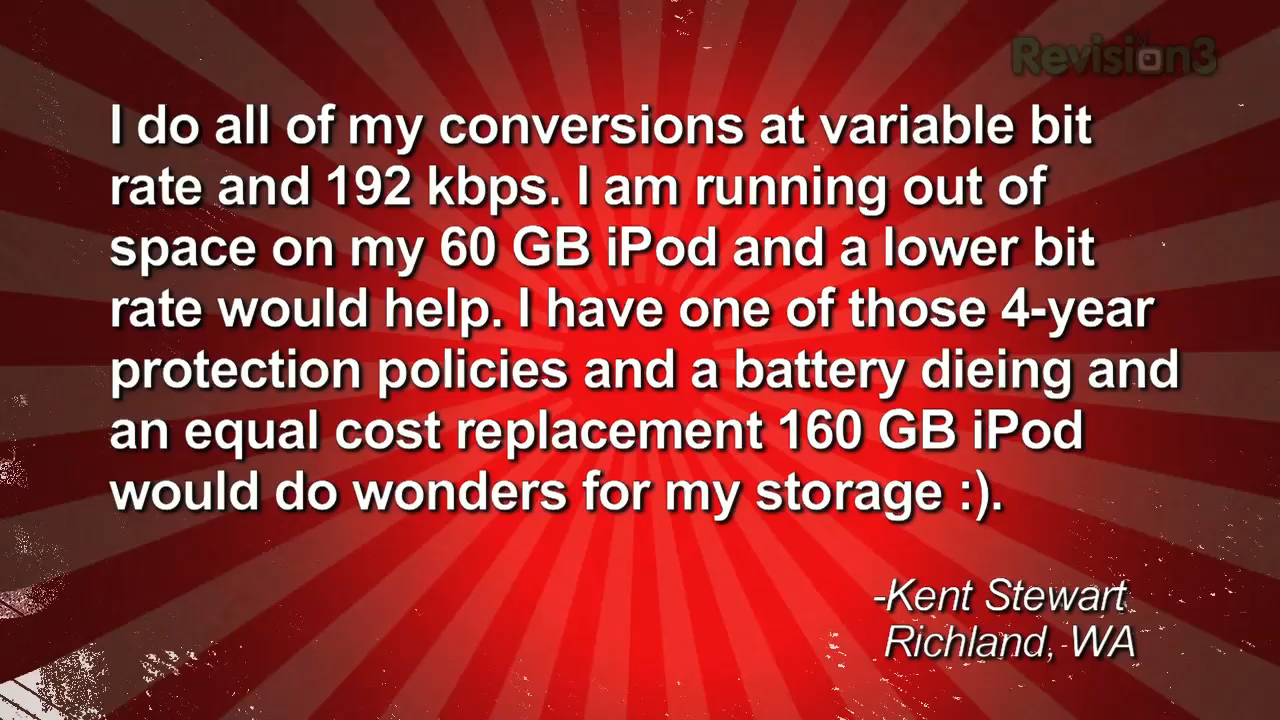 Revision3
I do all of my conversions at variable bit
rate and 192 kbps. I am running out of
space on my 60 GB iPod and a lower bit
rate would help. I have one of those 4-year
protection policies and a battery dieing and
an equal cost replacement 160 GB iPod
would do wonders for my storage :).
-Kent Stewart
Richland, WA